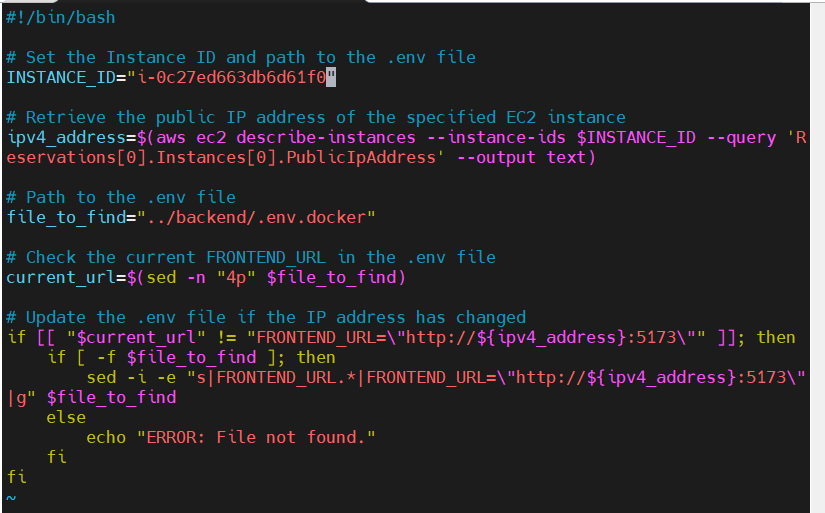 #!/bin/bash
# Set the Instance ID and path to the .env file
INSTANCE_ID="i-0c27ed663db6d61f0"
# Retrieve the public IP address of the specified EC2 instance
ipv4_address=$(aws ec2 describe-instances --instance-ids $INSTANCE_ID --query 'R
eservations[0].Instances[0].PublicIpAddress' --output text)
# Path to the .env file
file_to_find="../backend/.env.docker"
# Check the current FRONTEND_URL in the .env file
current_url=$(sed -n "4p" $file_to_find)
# Update the .env file if the IP address has changed
if [[ "$current_url" != "FRONTEND_URL=\"http://${ipv4_address}:5173\"" ]]; then
    if [ -f $file_to_find ]; then
        sed -i -e "s|FRONTEND_URL.*|FRONTEND_URL=\"http://${ipv4_address}:5173\"
|g" $file_to_find
    else
        echo "ERROR: File not found."
    fi
fi
~